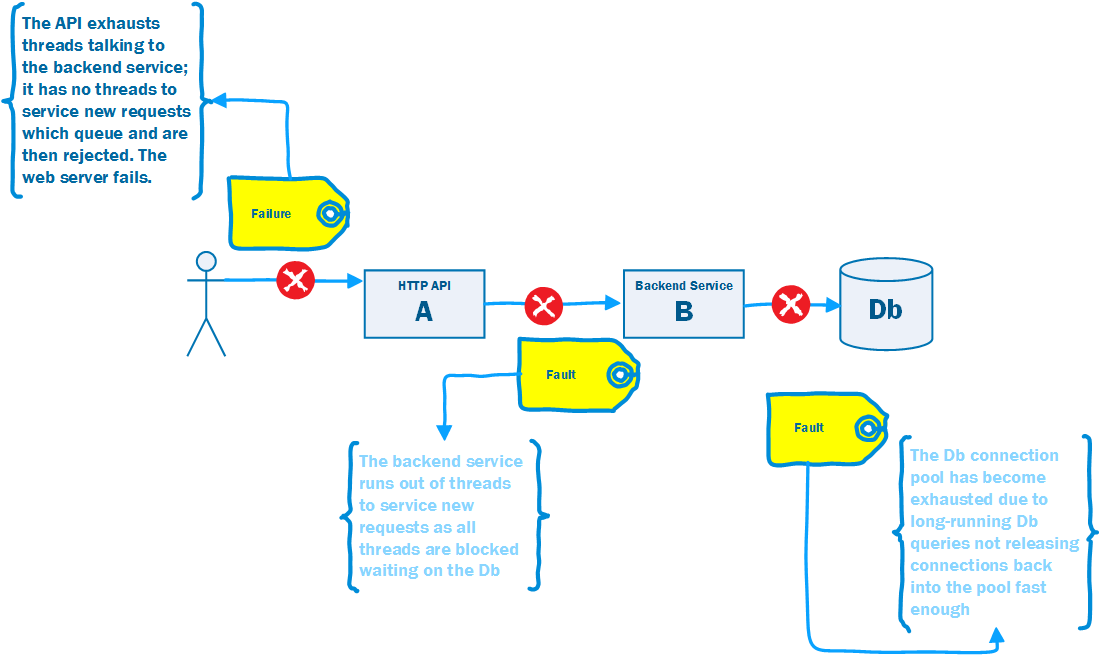 The API exhausts
threads talking to
the backend service;
it has no threads to
service new requests
which queue and are
then rejected. The
web server fails.
Failure
HTTP API
A
Backend Service
B
Db
Fault
Fault
The backend service
runs out of threads
to service new
requests as all
threads are blocked
waiting on the Db
The Db connection
pool has become
exhausted due to
long-running Db
queries not releasing
connections back
into the pool fast
enough